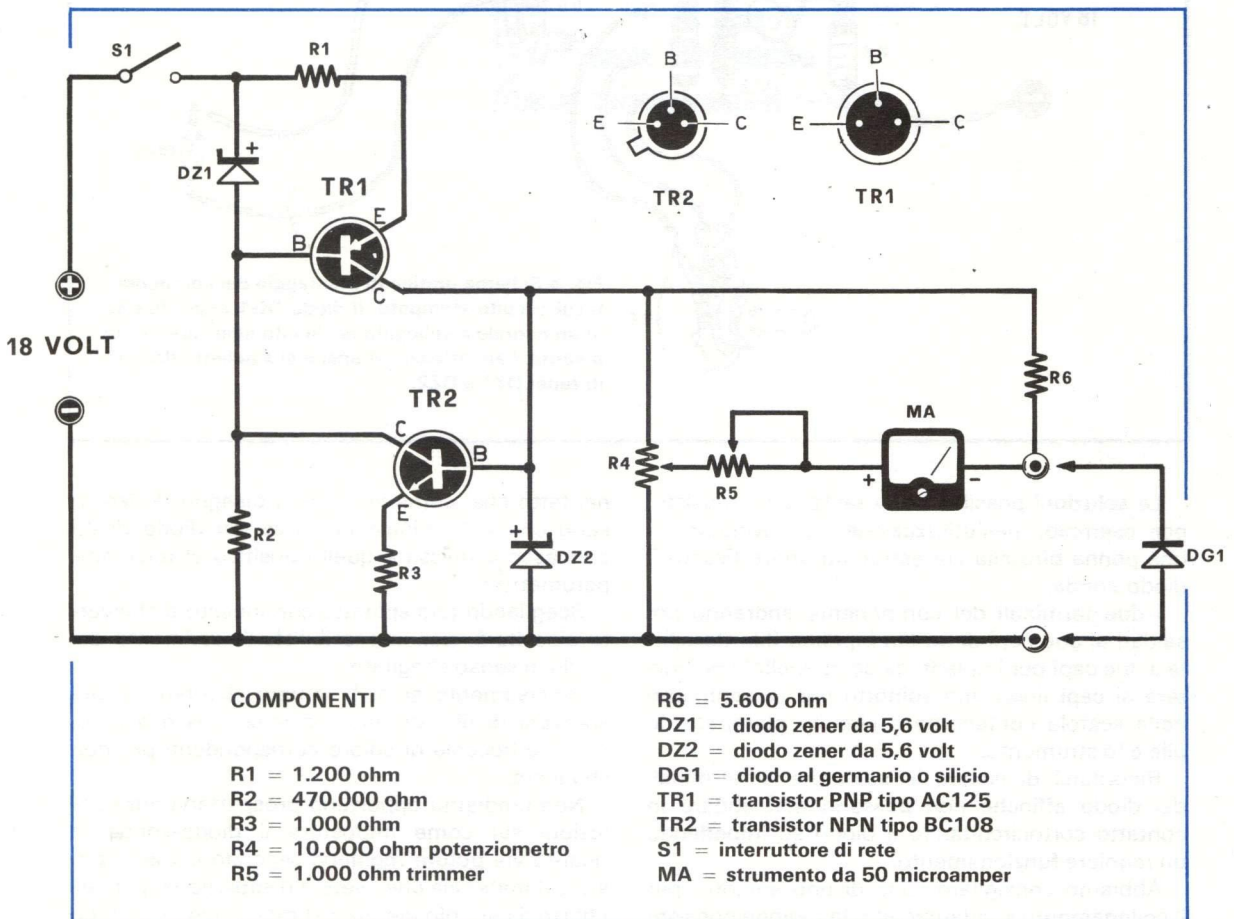 S1
R1
B
B
E
C
E
C
DZ1
+
TR1
TR2
TR1
E
B
C
+
18 VOLT
R6
–
TR2
MA
C
B
R4
R5
+
–
E
+
R2
R3
DZ2
DG1
COMPONENTI
R1 = 1.200 ohm
R2 = 470.000 ohm
R3 = 1.000 ohm
R4 = 10.000 ohm potenziometro
R5 = 1.000 ohm trimmer
R6 = 5.600 ohm
DZ1 = diodo zener da 5,6 volt
DZ2 = diodo zener da 5,6 volt
DG1 = diodo al germanio o silicio
TR1 = transistor PNP tipo AC125
TR2 = transistor NPN tipo BC108
S1 = interruttore di rete
MA = strumento da 50 microamper